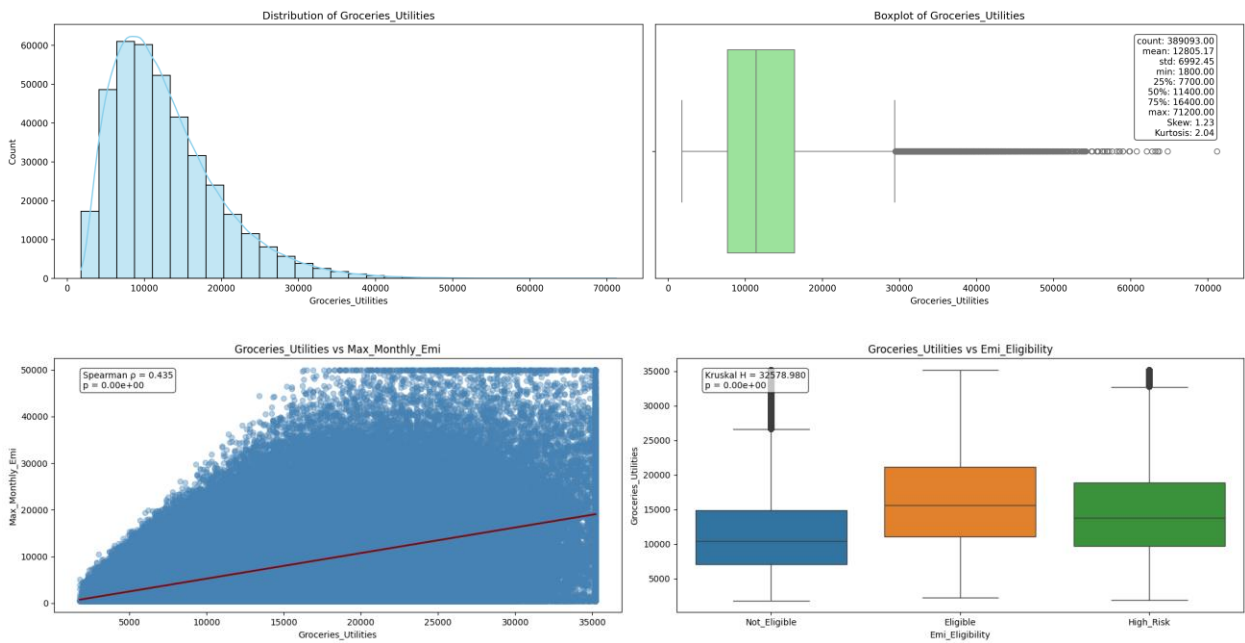 Distribution of Groceries_Utilities
Count
60000
50000
40000
30000
20000
10000
0
0 10000 20000 30000 40000 50000 60000 70000
Groceries_Utilities
Boxplot of Groceries_Utilities
count: 389093.00
mean: 12805.17
std: 6992.45
min: 1800.00
25%: 7700.00
50%: 11400.00
75%: 16400.00
max: 71200.00
Skew: 1.23
Kurtosis: 2.04
0 10000 20000 30000 40000 50000 60000 70000
Groceries_Utilities
Groceries_Utilities vs Max_Monthly_Emi
Spearman ρ = 0.435
p = 0.00e+00
Max_Monthly_Emi
50000
40000
30000
20000
10000
0
5000 10000 15000 20000 25000 30000 35000
Groceries_Utilities
Groceries_Utilities vs Emi_Eligibility
Kruskal H = 32578.980
p = 0.00e+00
Groceries_Utilities
35000
30000
25000
20000
15000
10000
5000
Not_Eligible Eligible High_Risk
Emi_Eligibility